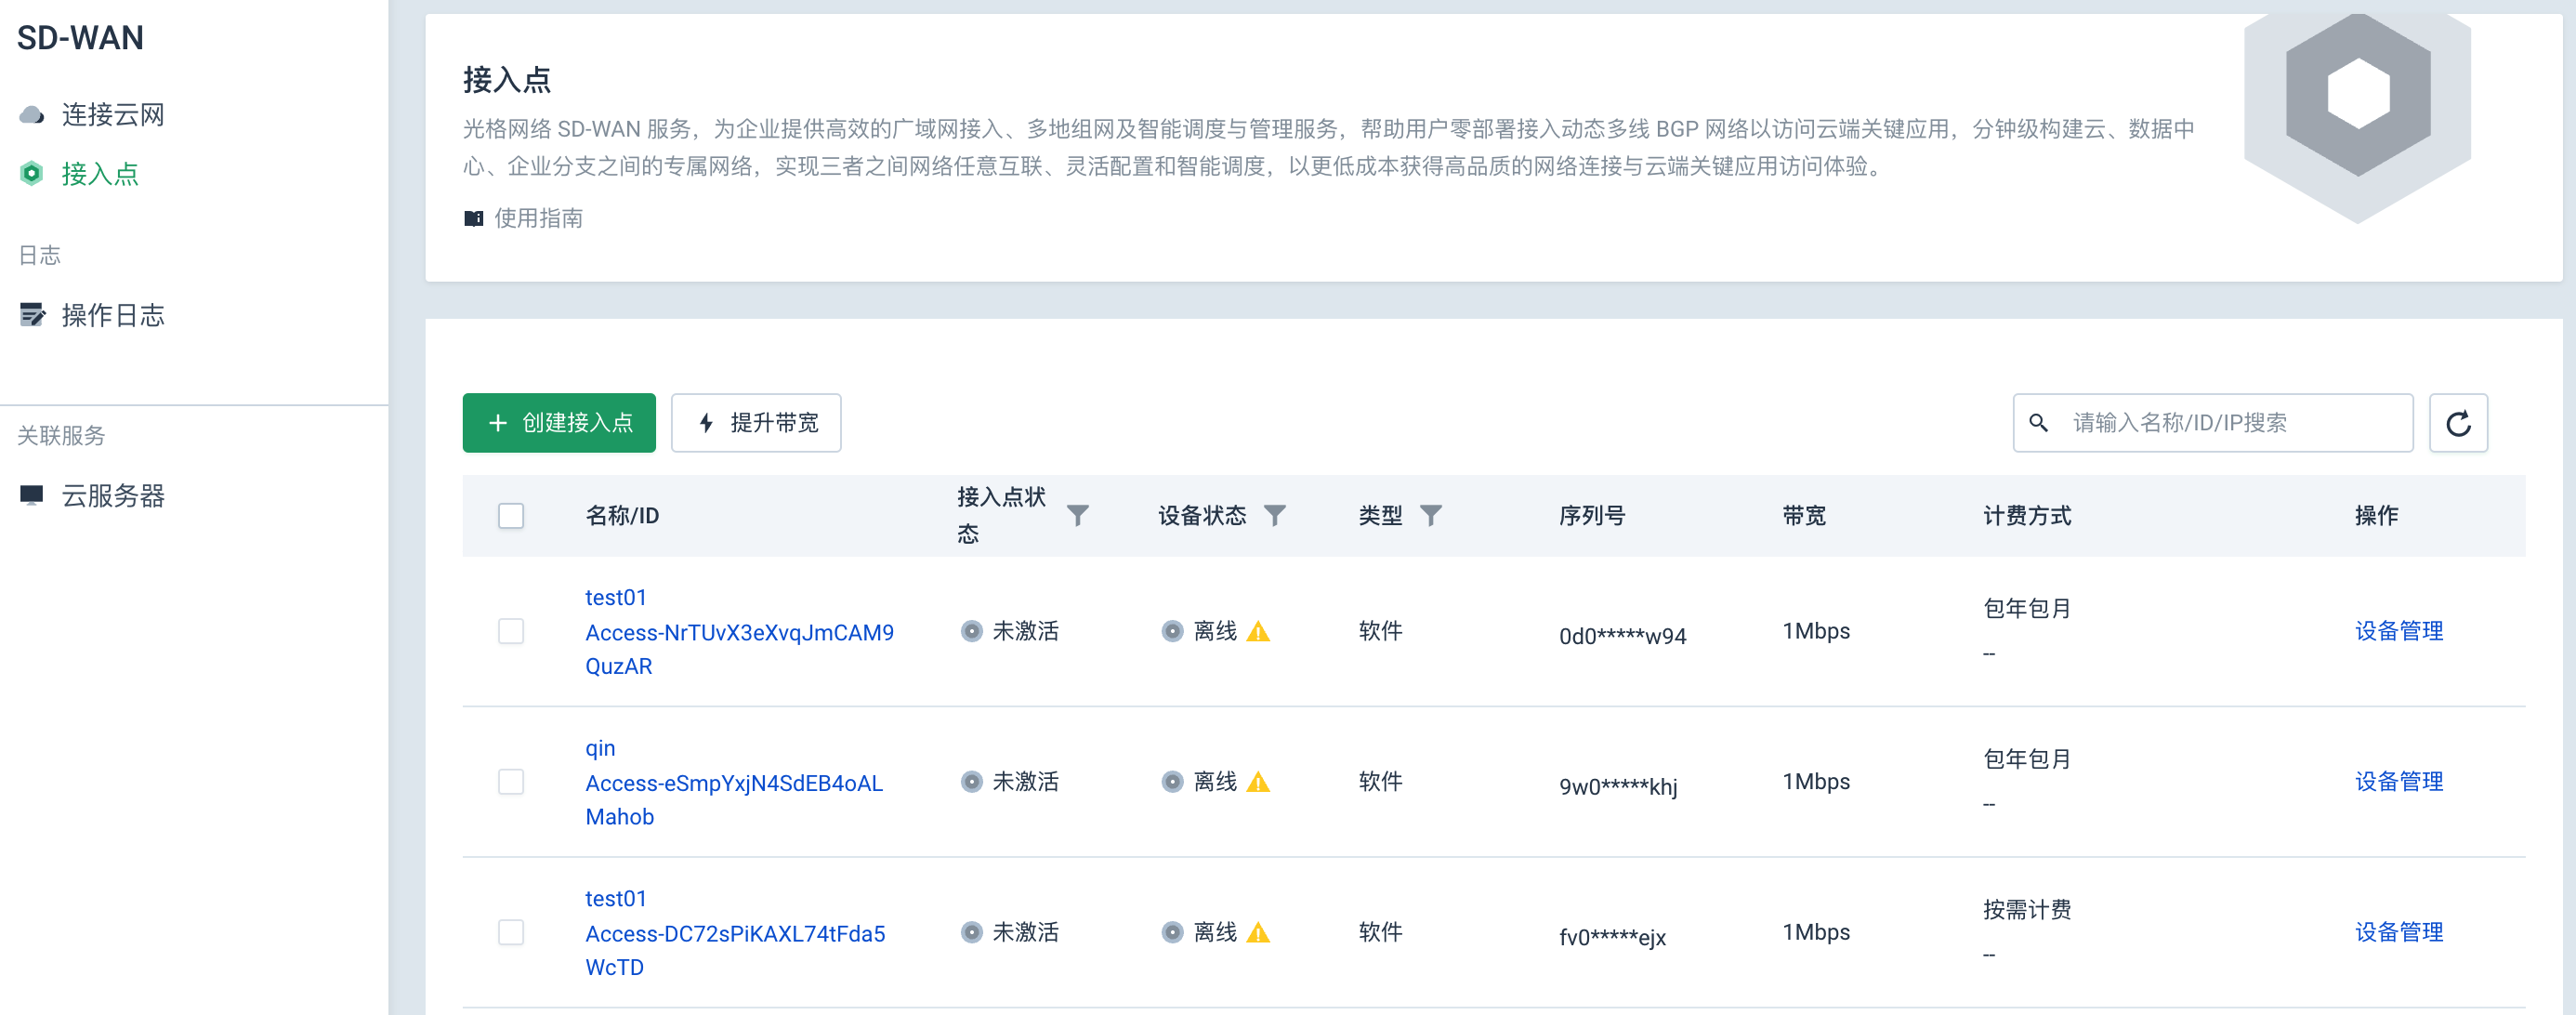 SD-WAN
连接云网
接入点
日志
操作日志
关联服务
云服务器
接入点
光格网络 SD-WAN 服务，为企业提供高效的广域网接入、多地组网及智能调度与管理服务，帮助用户零部署接入动态多线 BGP 网络以访问云端关键应用，分钟级构建云、数据中
心、企业分支之间的专属网络，实现三者之间网络任意互联、灵活配置和智能调度，以更低成本获得高品质的网络连接与云端关键应用访问体验。
使用指南
创建接入点
提升带宽
请输入名称/ID/IP搜索
名称/ID
接入点状
态
设备状态
类型
序列号
带宽
计费方式
操作
test01
Access-NrTUvX3eXvqJmCAM9
QuzAR
未激活
离线
软件
0d0*****w94
1Mbps
包年包月
--
设备管理
qin
Access-eSmpYxjN4SdEB4oAL
Mahob
未激活
离线
软件
9w0*****khj
1Mbps
包年包月
--
设备管理
test01
Access-DC72sPiKAXL74tFda5
WcTD
未激活
离线
软件
fv0*****ejx
1Mbps
按需计费
--
设备管理